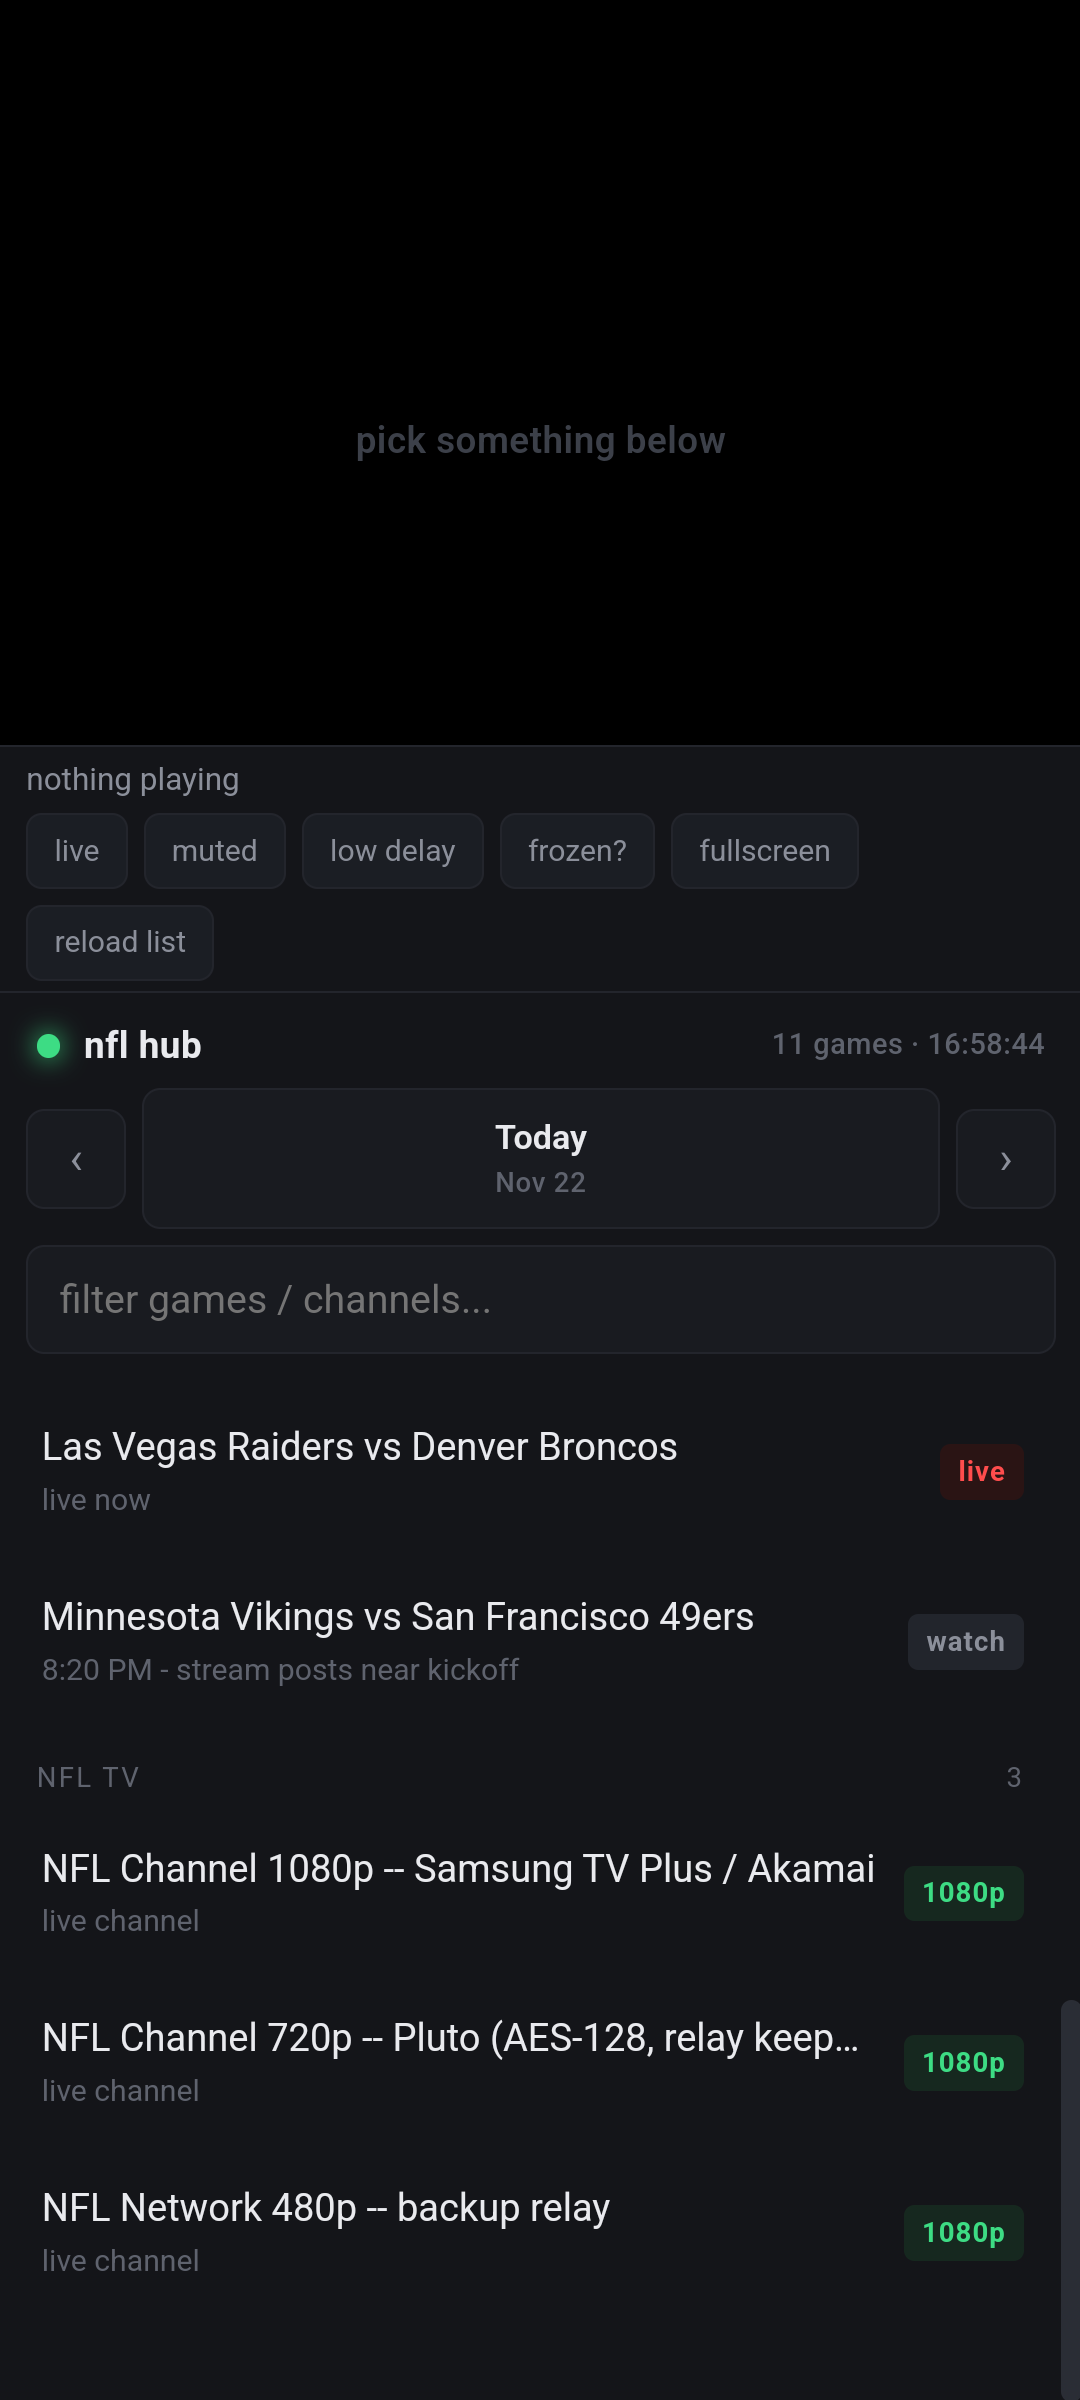 pick something below
nothing playing
live muted low delay frozen? fullscreen
reload list
nfl hub 11 games · 16:58:44
‹ Today ›
Nov 22
filter games / channels...
Las Vegas Raiders vs Denver Broncos
live now
live
Minnesota Vikings vs San Francisco 49ers
8:20 PM - stream posts near kickoff
watch
NFL TV 3
NFL Channel 1080p -- Samsung TV Plus / Akamai
live channel
1080p
NFL Channel 720p -- Pluto (AES-128, relay keep…
live channel
1080p
NFL Network 480p -- backup relay
live channel
1080p